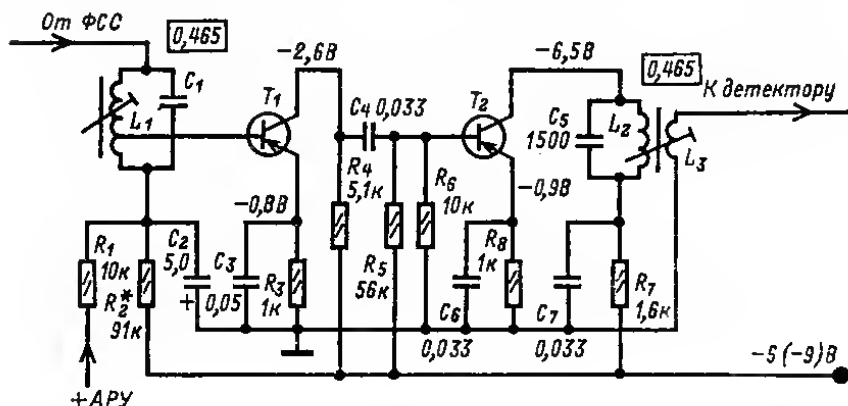 От ФСС
0,465
-2,6В
-6,5В
0,465
К детектору
C1
L1
T1
C4 0,033
T2
C5
1500
L2
L3
R4
5,1к
R6
10к
-0,8В
-0,9В
R1
10к
R2*
91к
C2
5,0
+
C3
0,05
R3
1к
R5
56к
R8
1к
C6
0,033
C7
0,033
R7
1,6к
-Б (-9)В
+АРУ